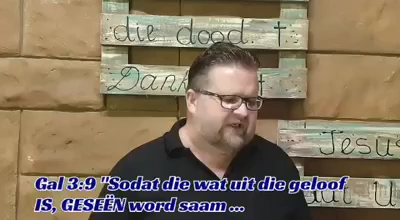 die dood †
Dank
Jesus
Gal 3:9 "Sodat die wat uit die geloof
IS, GESEËN word saam ...